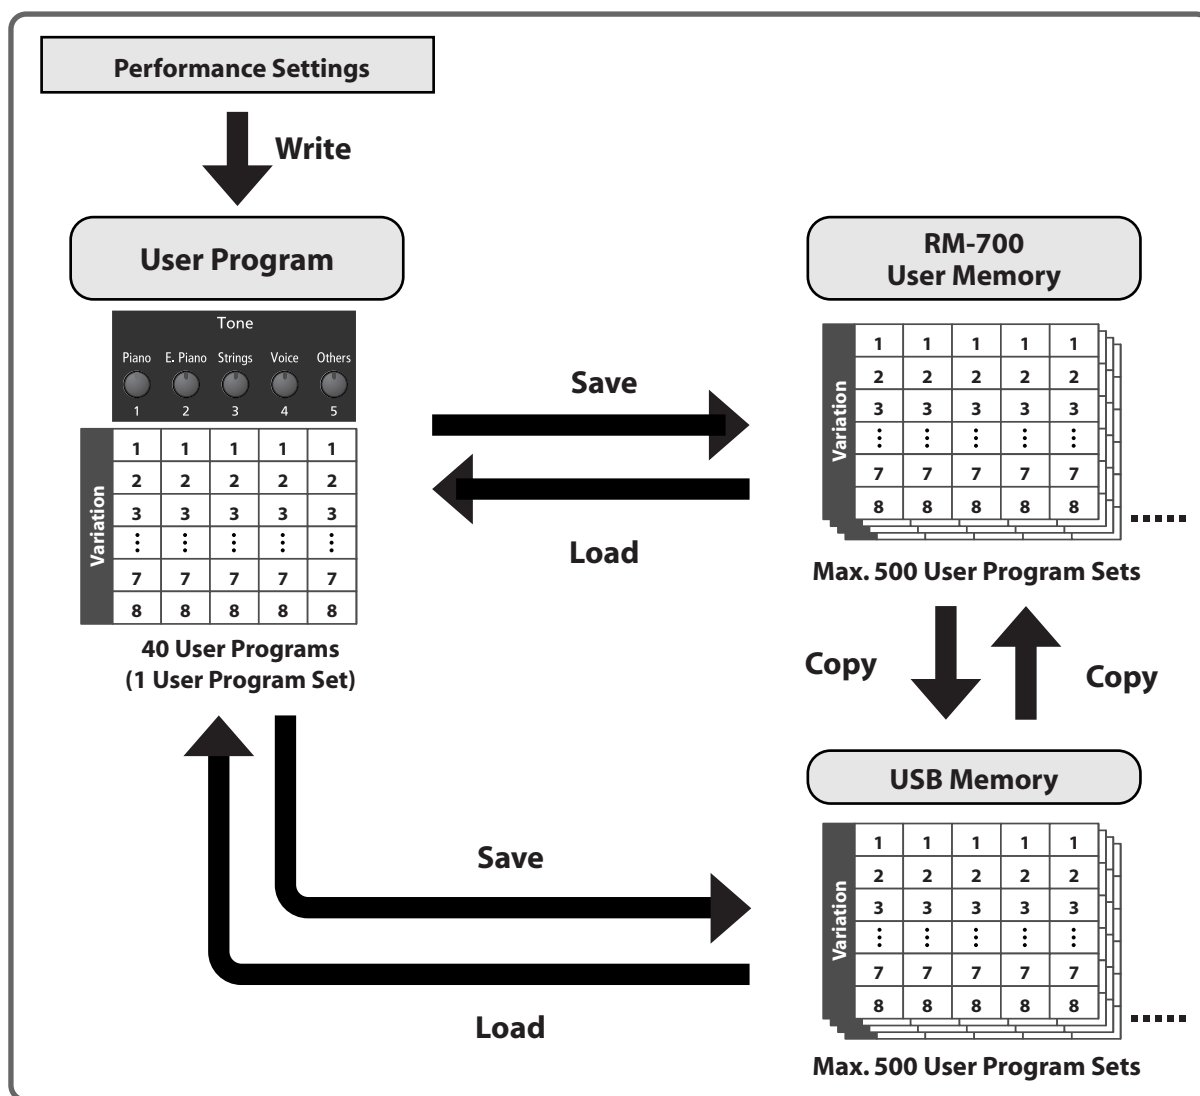 Performance Settings
Write
User Program
Tone
Piano E. Piano Strings Voice Others
1 2 3 4 5
Variation
1 1 1 1 1
2 2 2 2 2
3 3 3 3 3
⋮ ⋮ ⋮ ⋮ ⋮
7 7 7 7 7
8 8 8 8 8
40 User Programs
(1 User Program Set)
Save
Load
RM-700
User Memory
Variation
1 1 1 1 1
2 2 2 2 2
3 3 3 3 3
⋮ ⋮ ⋮ ⋮ ⋮
7 7 7 7 7
8 8 8 8 8
.....
Max. 500 User Program Sets
Copy
Copy
Save
Load
USB Memory
Variation
1 1 1 1 1
2 2 2 2 2
3 3 3 3 3
⋮ ⋮ ⋮ ⋮ ⋮
7 7 7 7 7
8 8 8 8 8
.....
Max. 500 User Program Sets